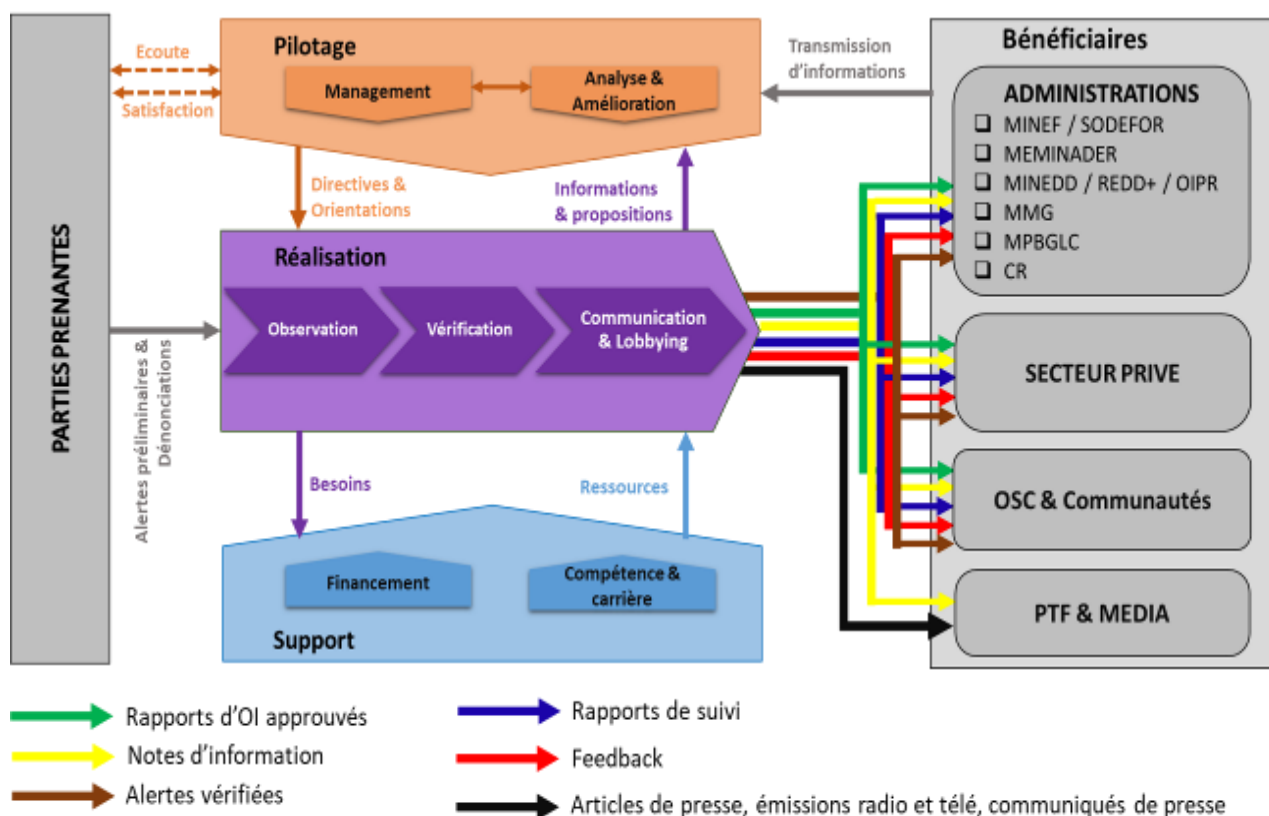 Ecoute
Satisfaction
Pilotage
Management
Analyse &
Amélioration
Transmission
d'informations
Bénéficiaires
ADMINISTRATIONS
❑ MINEF / SODEFOR
❑ MEMINADER
❑ MINEDD / REDD+ / OIPR
❑ MMG
❑ MPBGLC
❑ CR
Directives &
Orientations
Informations
& propositions
PARTIES PRENANTES
Alertes préliminaires &
Dénonciations
Réalisation
Observation
Vérification
Communication
& Lobbying
SECTEUR PRIVE
Besoins
Ressources
OSC & Communautés
Financement
Compétence &
carrière
Support
PTF & MEDIA
Rapports d'OI approuvés
Notes d'information
Alertes vérifiées
Rapports de suivi
Feedback
Articles de presse, émissions radio et télé, communiqués de presse